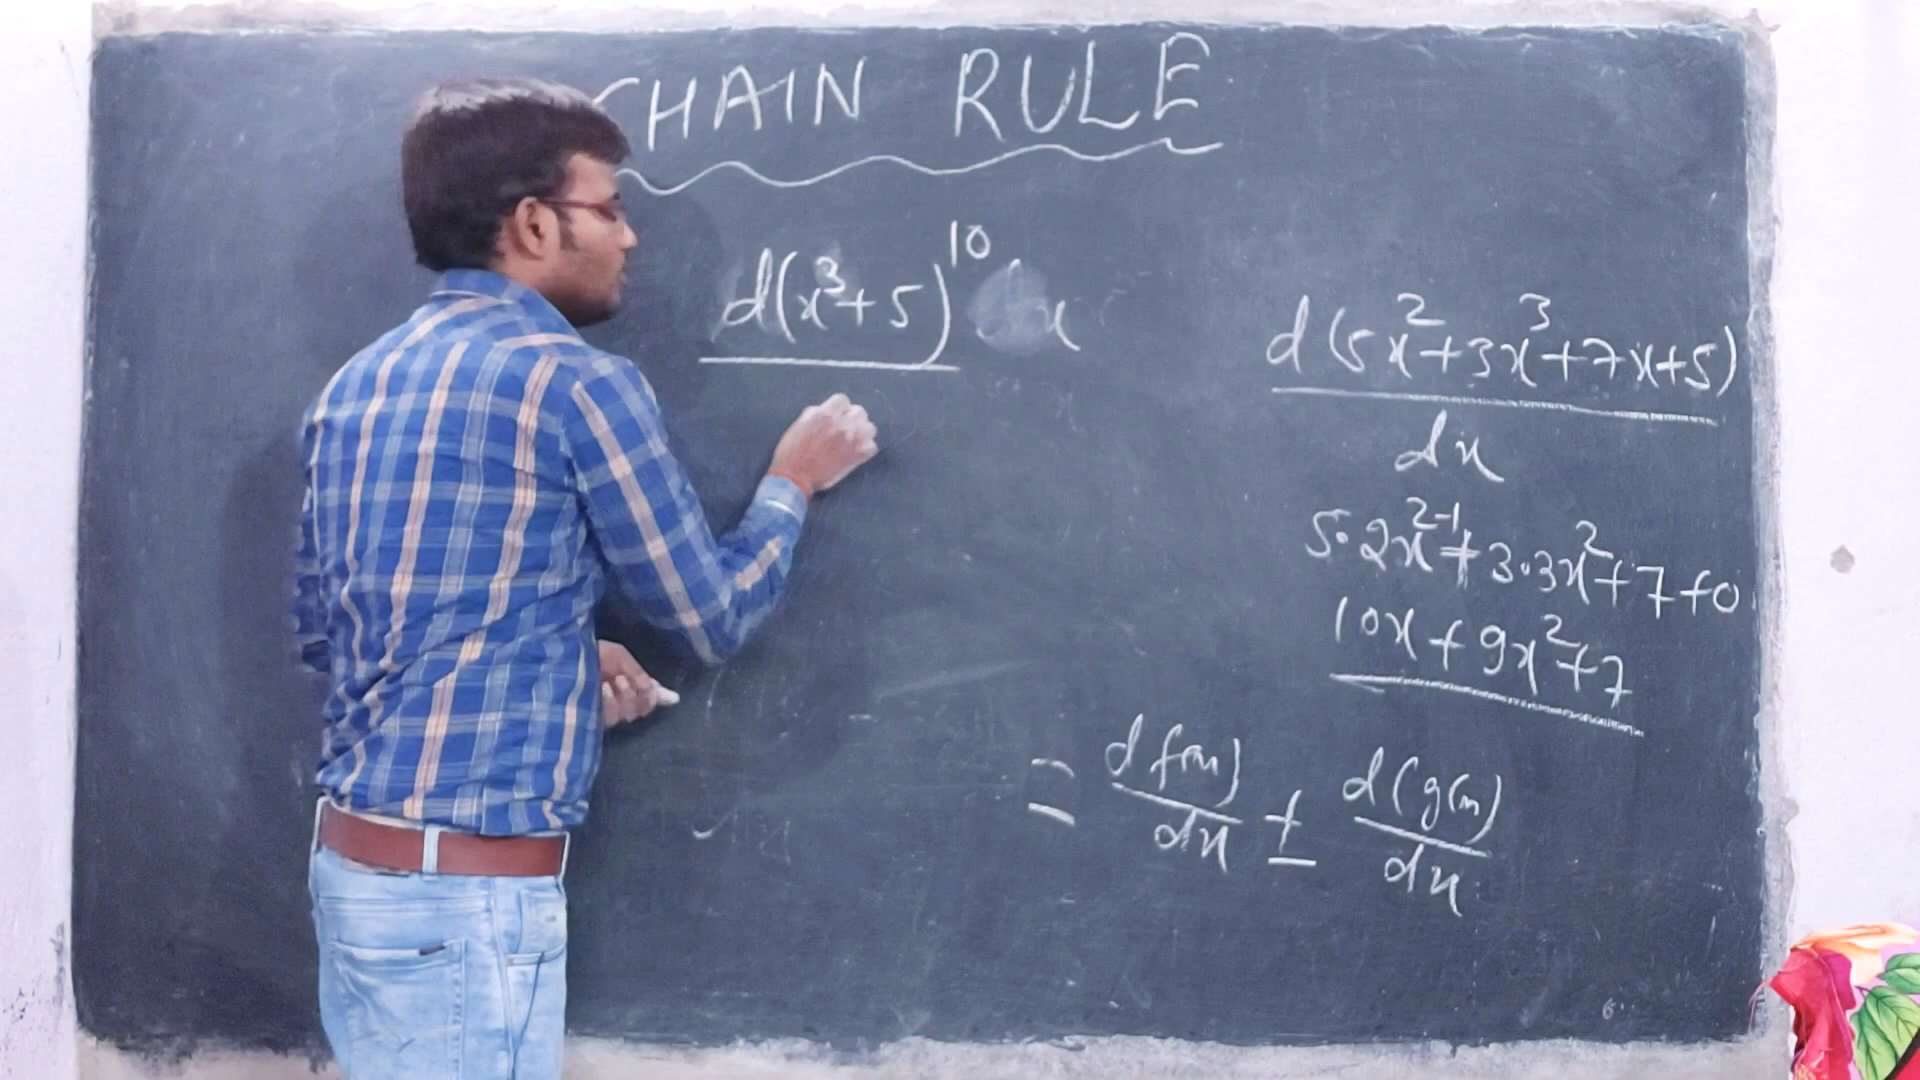 CHAIN RULE
d(x³+5)¹⁰ dx
d(5x²+3x³+7x+5)
dx
5·2x²⁻¹+3·3x²+7+0
10x+9x²+7
= d f(x) / dx ± d(g(x) / dx